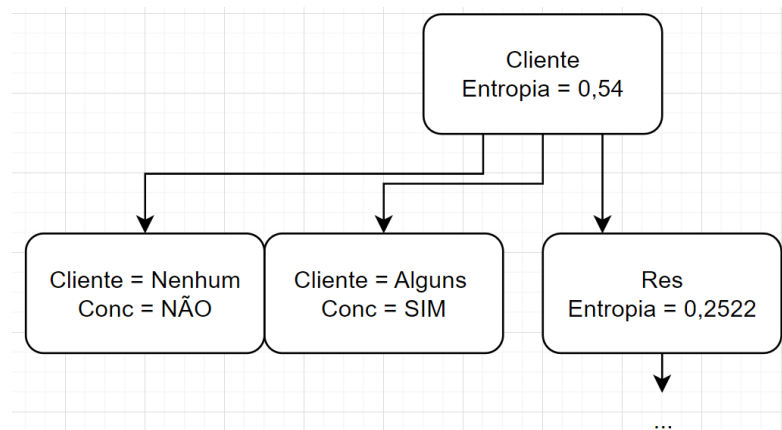 Cliente
Entropia = 0,54
Cliente = Nenhum
Conc = NÃO
Cliente = Alguns
Conc = SIM
Res
Entropia = 0,2522
...